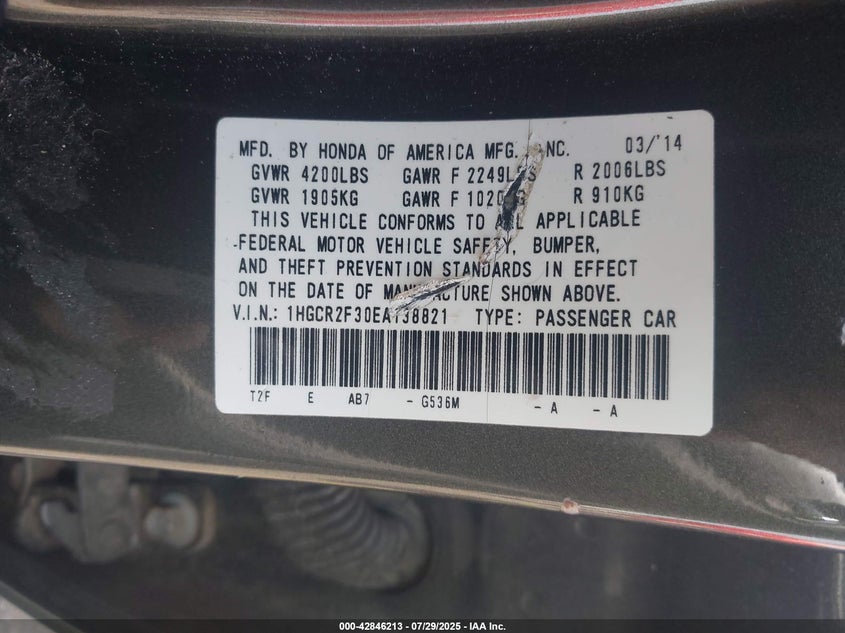 MFD. BY HONDA OF AMERICA MFG. INC. 03/'14
GVWR 4200LBS GAWR F 2249LBS R 2006LBS
GVWR 1905KG GAWR F 1020KG R 910KG
THIS VEHICLE CONFORMS TO ALL APPLICABLE
FEDERAL MOTOR VEHICLE SAFETY, BUMPER,
AND THEFT PREVENTION STANDARDS IN EFFECT
ON THE DATE OF MANUFACTURE SHOWN ABOVE.
V.I.N.: 1HGCR2F30EA138821 TYPE: PASSENGER CAR
T2F E AB7 - G536M - A - A
000-42846213 / 07/29/2025 - IAA Inc.